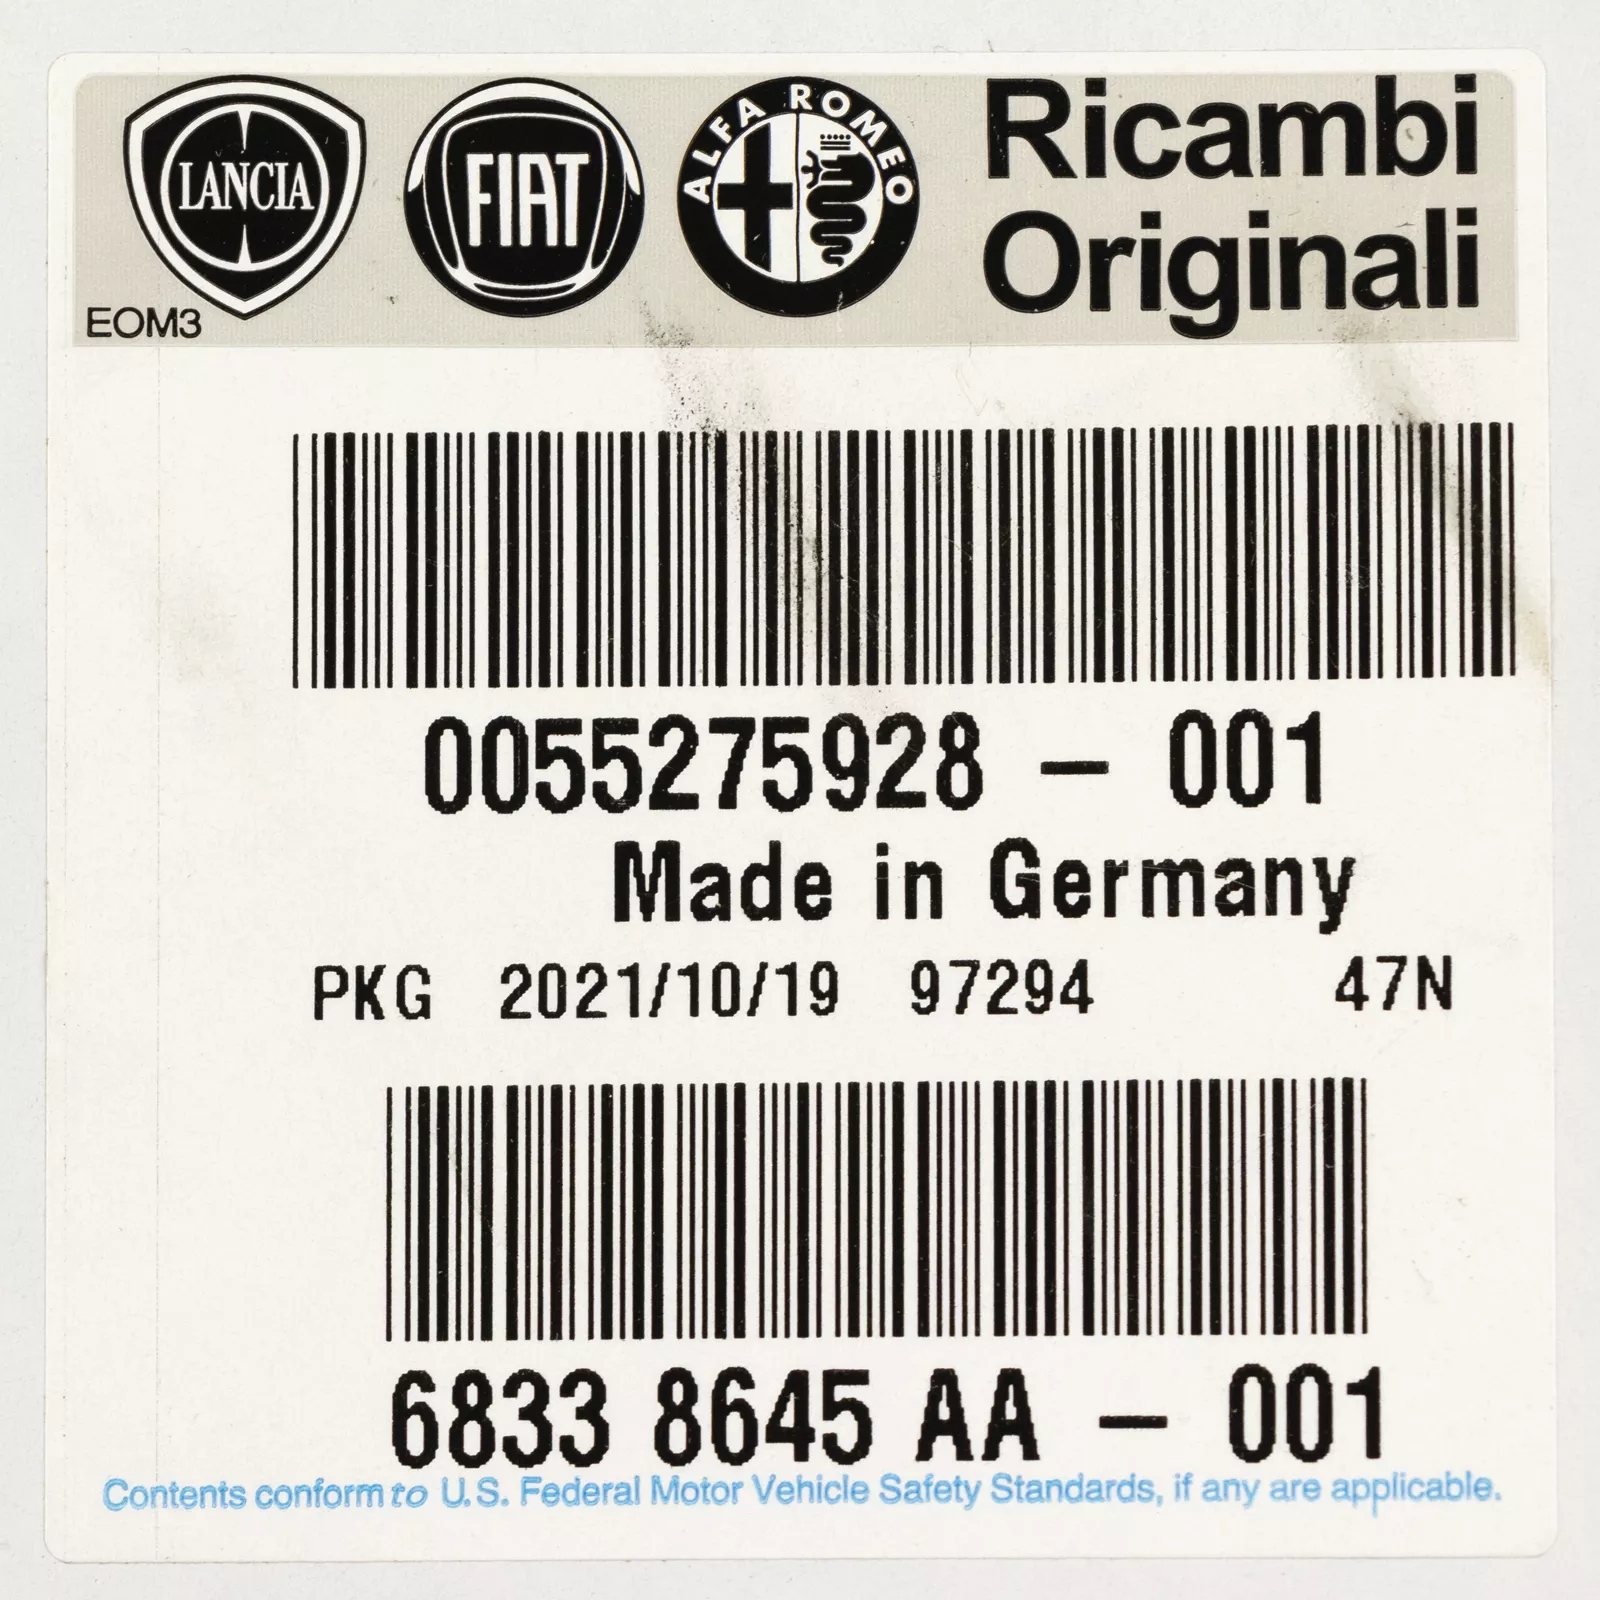 LANCIA FIAT ALFA ROMEO Ricambi
Originali
EOM3
0055275928 – 001
Made in Germany
PKG 2021/10/19 97294 47N
6833 8645 AA – 001
Contents conform to U.S. Federal Motor Vehicle Safety Standards, if any are applicable.